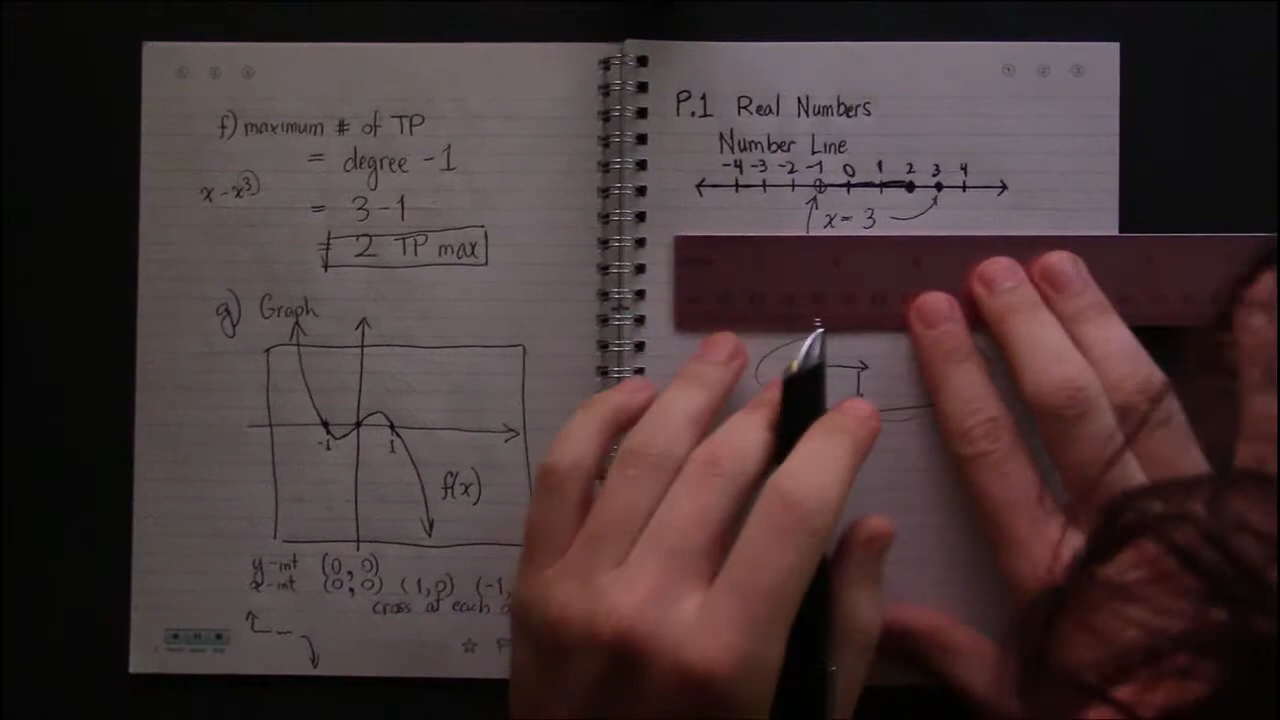 f) maximum # of TP
= degree -1
x - x³
= 3-1
= 2 TP max
g) Graph
-1 1
f(x)
y-int (0,0)
x-int (0,0) (1,0) (-1,
cross at each
P.1 Real Numbers
Number Line
-4 -3 -2 -1 0 1 2 3 4
x = 3